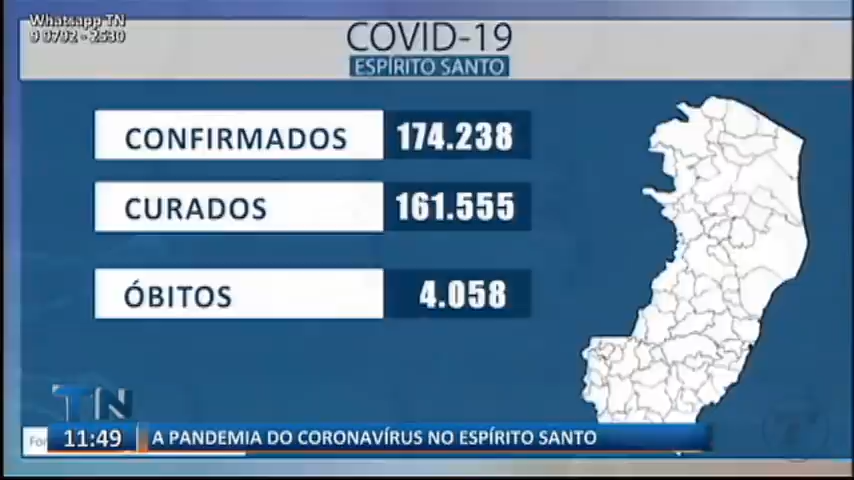 Whatsapp TN
9 9792 - 2530
COVID-19
ESPÍRITO SANTO
CONFIRMADOS 174.238
CURADOS 161.555
ÓBITOS 4.058
TN
11:49 A PANDEMIA DO CORONAVÍRUS NO ESPÍRITO SANTO